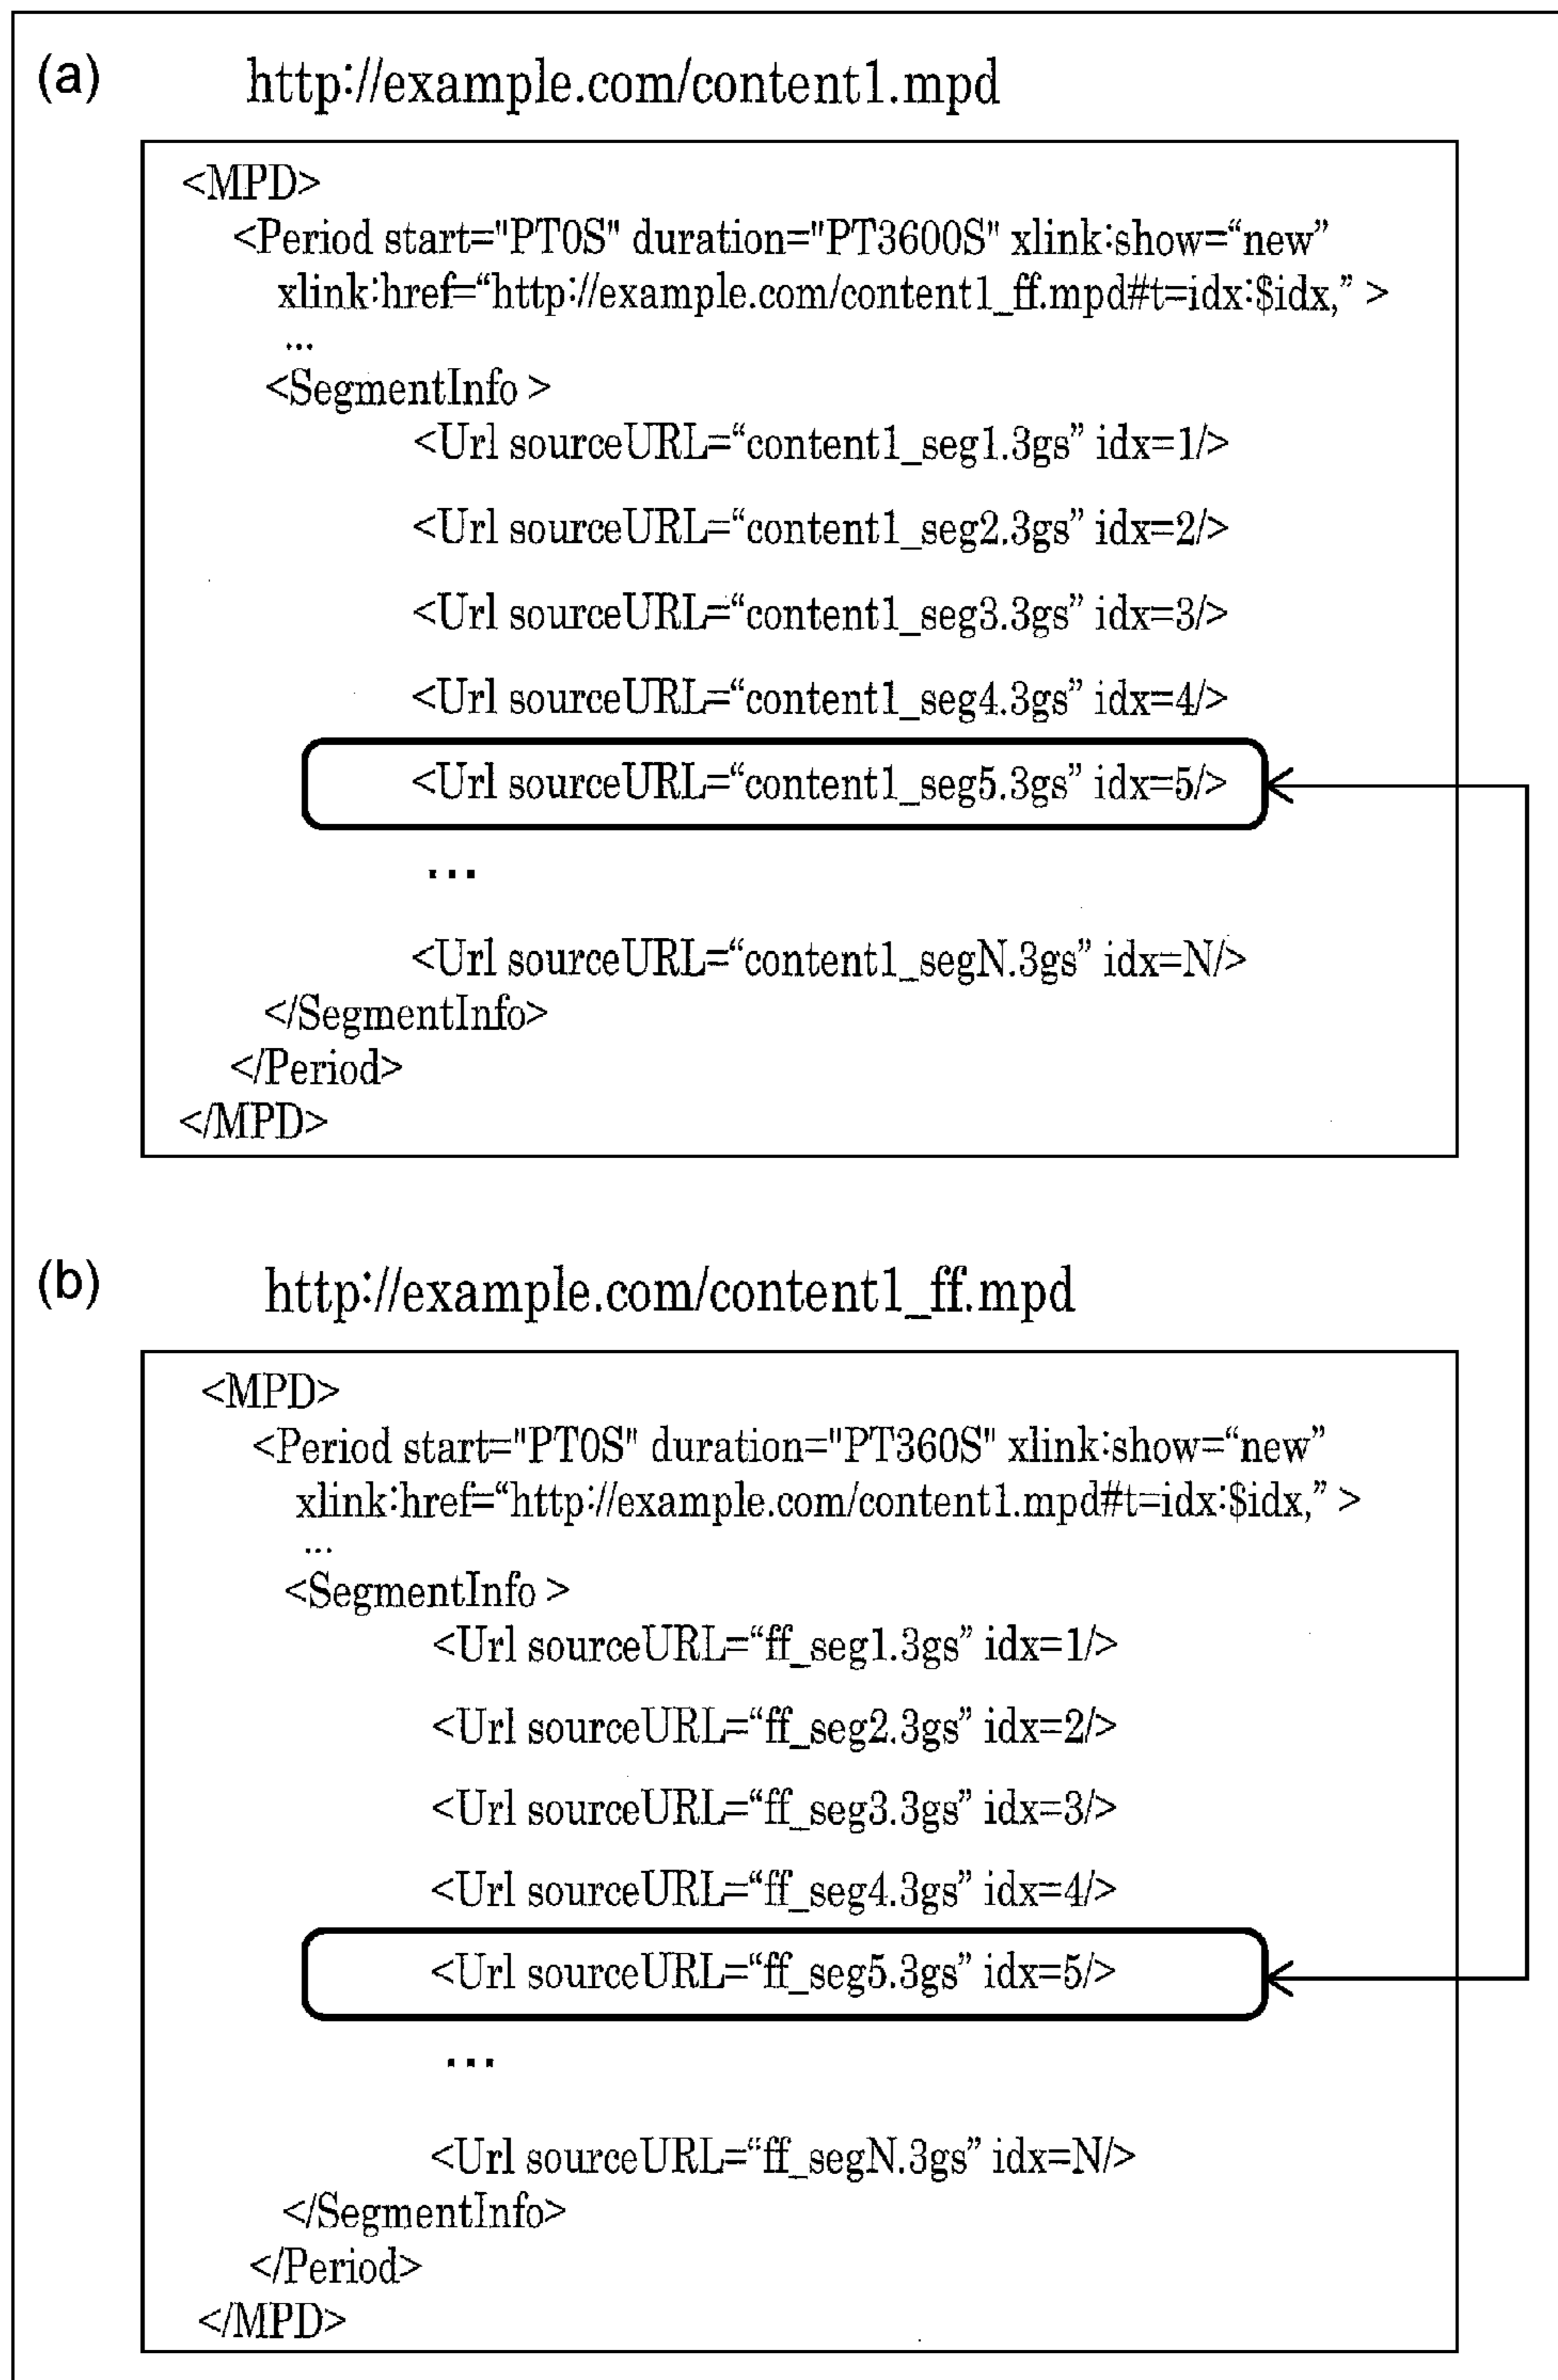 (a) http://example.com/content1.mpd
<MPD>
<Period start="PT0S" duration="PT3600S" xlink:show=“new”
xlink:href=“http://example.com/content1_ff.mpd#t=idx:$idx,” >
...
<SegmentInfo >
<Url sourceURL=“content1_seg1.3gs” idx=1/>
<Url sourceURL=“content1_seg2.3gs” idx=2/>
<Url sourceURL=“content1_seg3.3gs” idx=3/>
<Url sourceURL=“content1_seg4.3gs” idx=4/>
<Url sourceURL=“content1_seg5.3gs” idx=5/>
...
<Url sourceURL=“content1_segN.3gs” idx=N/>
</SegmentInfo>
</Period>
</MPD>
(b) http://example.com/content1_ff.mpd
<MPD>
<Period start="PT0S" duration="PT360S" xlink:show=“new”
xlink:href=“http://example.com/content1.mpd#t=idx:$idx,” >
...
<SegmentInfo >
<Url sourceURL=“ff_seg1.3gs” idx=1/>
<Url sourceURL=“ff_seg2.3gs” idx=2/>
<Url sourceURL=“ff_seg3.3gs” idx=3/>
<Url sourceURL=“ff_seg4.3gs” idx=4/>
<Url sourceURL=“ff_seg5.3gs” idx=5/>
...
<Url sourceURL=“ff_segN.3gs” idx=N/>
</SegmentInfo>
</Period>
</MPD>